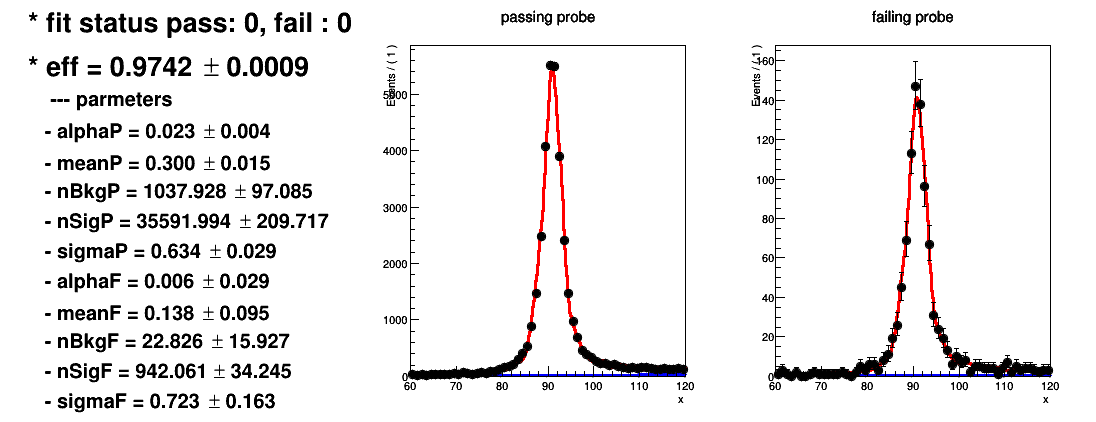 * fit status pass: 0, fail : 0
* eff = 0.9742 ± 0.0009
--- parmeters
- alphaP = 0.023 ± 0.004
- meanP = 0.300 ± 0.015
- nBkgP = 1037.928 ± 97.085
- nSigP = 35591.994 ± 209.717
- sigmaP = 0.634 ± 0.029
- alphaF = 0.006 ± 0.029
- meanF = 0.138 ± 0.095
- nBkgF = 22.826 ± 15.927
- nSigF = 942.061 ± 34.245
- sigmaF = 0.723 ± 0.163
passing probe
Events / ( 1 )
5000
4000
3000
2000
1000
0
60 70 80 90 100 110 120
x
failing probe
Events / ( 1 )
160
140
120
100
80
60
40
20
0
60 70 80 90 100 110 120
x